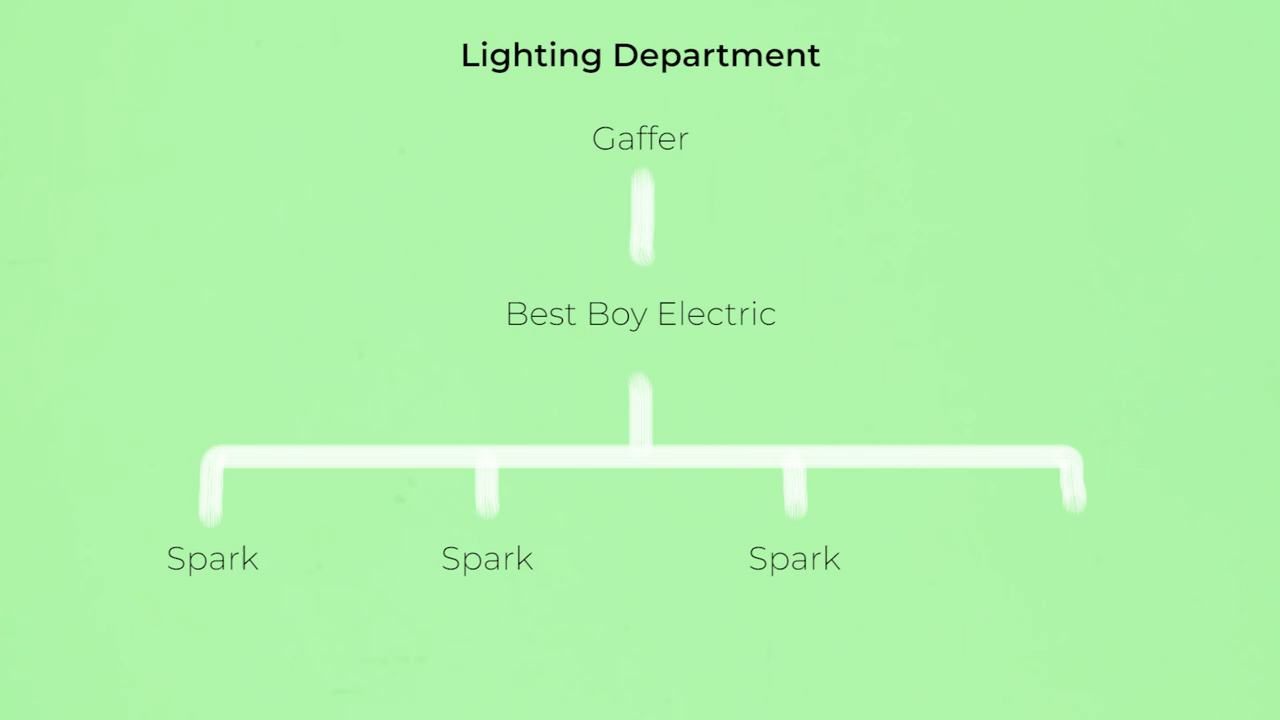 Lighting Department
Gaffer
Best Boy Electric
Spark Spark Spark